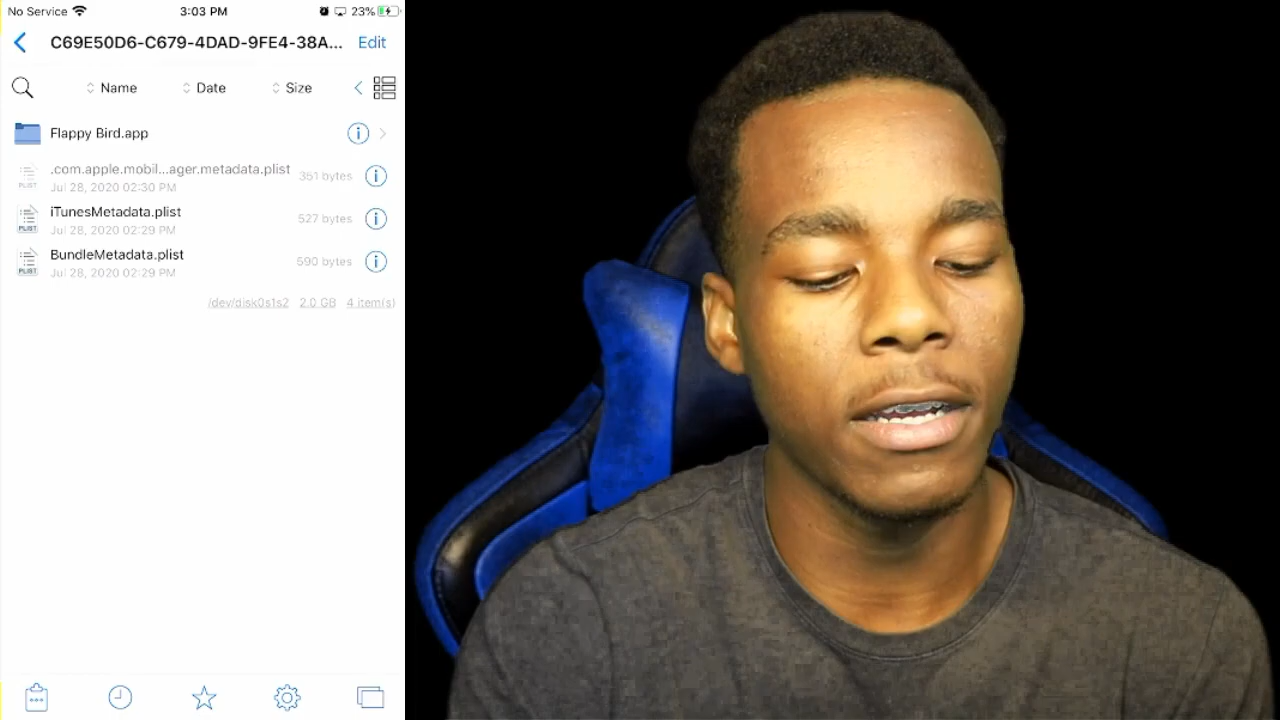 No Service 3:03 PM 23%
C69E50D6-C679-4DAD-9FE4-38A... Edit
Name Date Size
Flappy Bird.app
.com.apple.mobil...ager.metadata.plist 351 bytes
Jul 28, 2020 02:30 PM
PLIST
iTunesMetadata.plist 527 bytes
Jul 28, 2020 02:29 PM
PLIST
BundleMetadata.plist 590 bytes
Jul 28, 2020 02:29 PM
PLIST
/dev/disk0s1s2 2.0 GB 4 item(s)